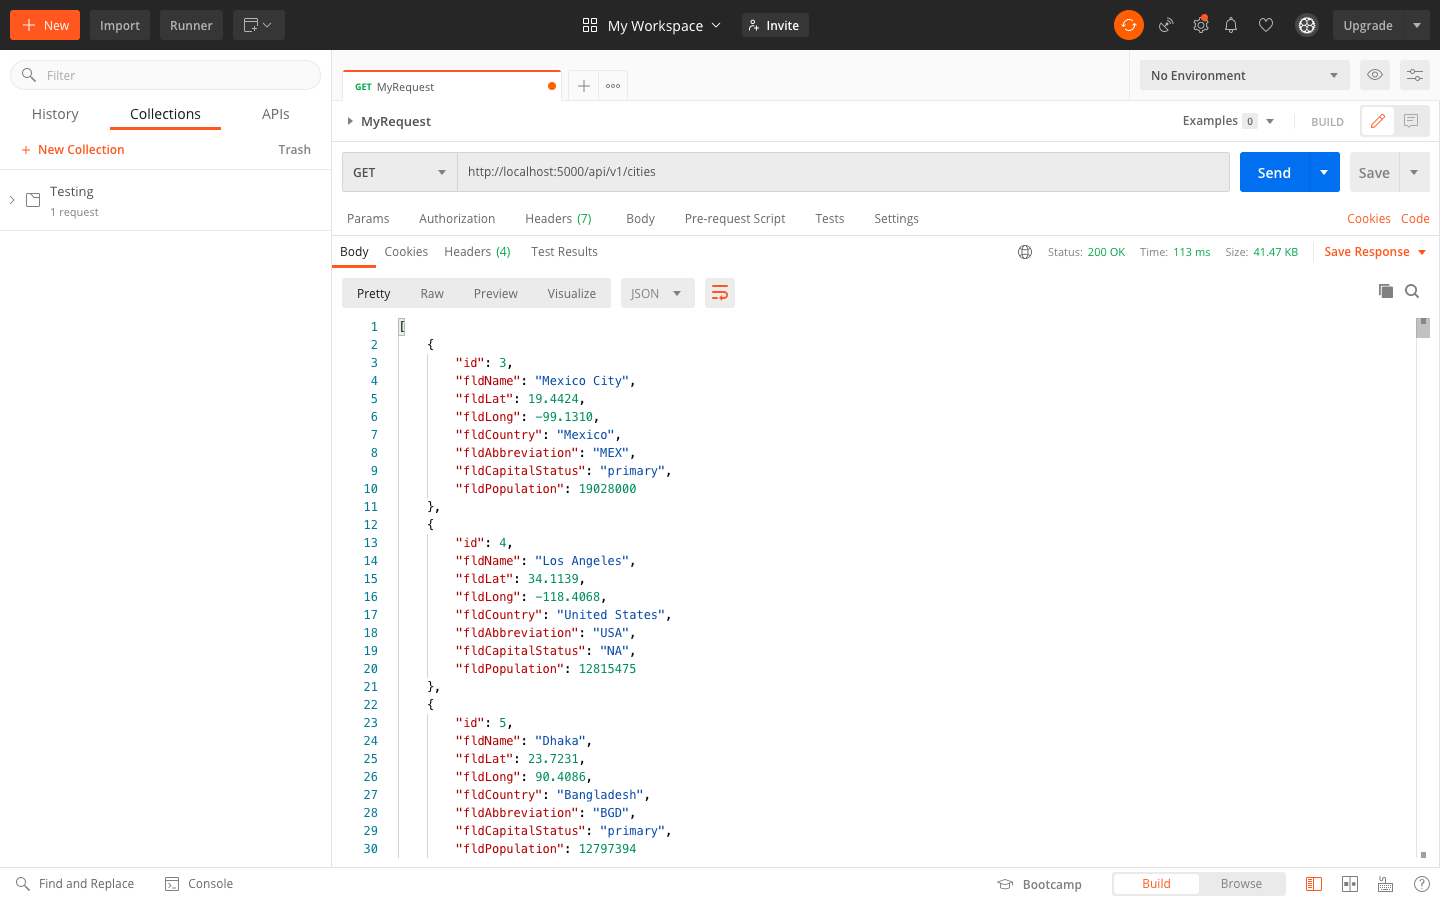 New Import Runner My Workspace Invite Upgrade
Filter
History Collections APIs
+ New Collection Trash
Testing
1 request
GET MyRequest
No Environment
MyRequest
Examples 0 BUILD
GET http://localhost:5000/api/v1/cities Send Save
Params Authorization Headers (7) Body Pre-request Script Tests Settings Cookies Code
Body Cookies Headers (4) Test Results Status: 200 OK Time: 113 ms Size: 41.47 KB Save Response
Pretty Raw Preview Visualize JSON
1 [
2 {
3 "id": 3,
4 "fldName": "Mexico City",
5 "fldLat": 19.4424,
6 "fldLong": -99.1310,
7 "fldCountry": "Mexico",
8 "fldAbbreviation": "MEX",
9 "fldCapitalStatus": "primary",
10 "fldPopulation": 19028000
11 },
12 {
13 "id": 4,
14 "fldName": "Los Angeles",
15 "fldLat": 34.1139,
16 "fldLong": -118.4068,
17 "fldCountry": "United States",
18 "fldAbbreviation": "USA",
19 "fldCapitalStatus": "NA",
20 "fldPopulation": 12815475
21 },
22 {
23 "id": 5,
24 "fldName": "Dhaka",
25 "fldLat": 23.7231,
26 "fldLong": 90.4086,
27 "fldCountry": "Bangladesh",
28 "fldAbbreviation": "BGD",
29 "fldCapitalStatus": "primary",
30 "fldPopulation": 12797394
Find and Replace Console Bootcamp Build Browse